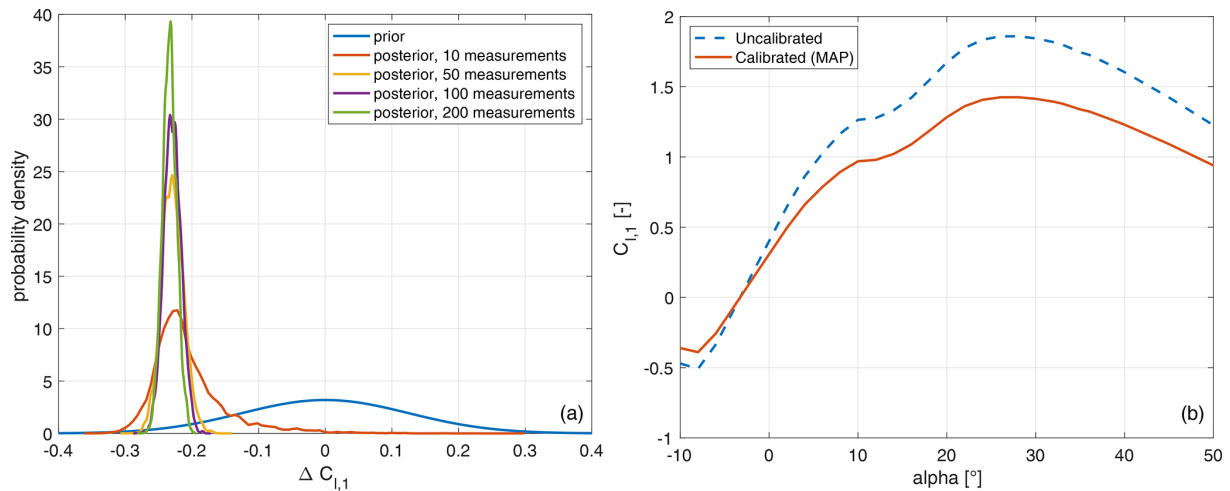 40
35
30
25
20
15
10
5
0
probability density
-0.4
-0.3
-0.2
-0.1
0
0.1
0.2
0.3
0.4
Δ C_{l,1}
prior
posterior, 10 measurements
posterior, 50 measurements
posterior, 100 measurements
posterior, 200 measurements
(a)
2
1.5
1
0.5
0
-0.5
-1
C_{l,1} [-]
-10
0
10
20
30
40
50
alpha [°]
Uncalibrated
Calibrated (MAP)
(b)